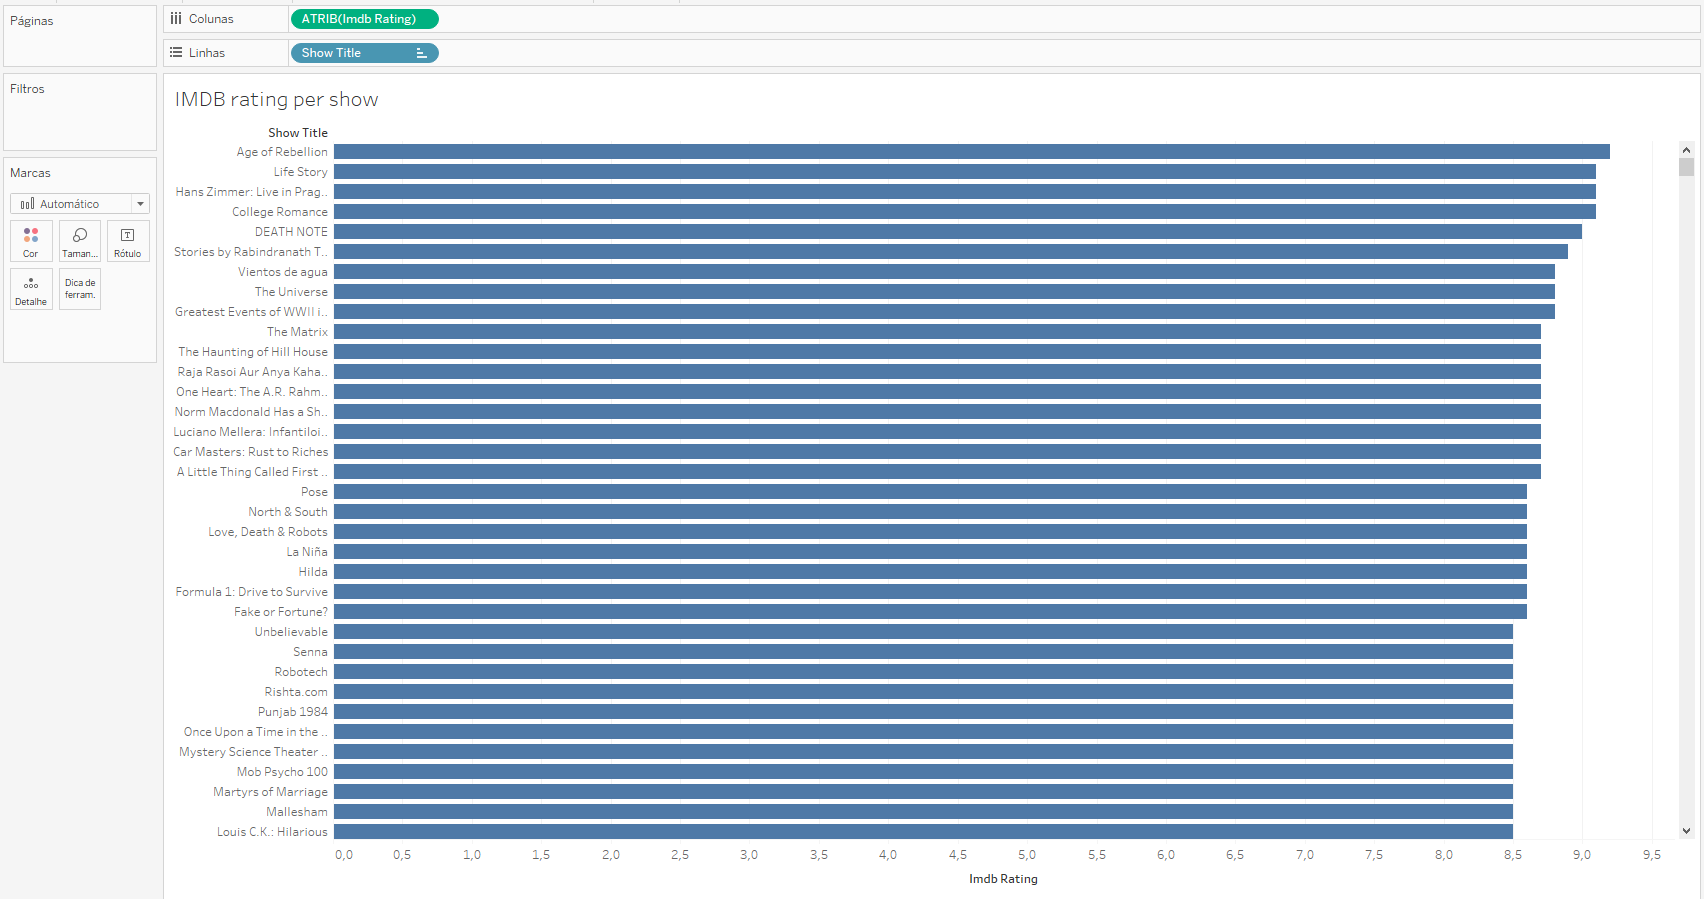 Páginas
Colunas
ATRIB(Imdb Rating)
Linhas
Show Title
Filtros
Marcas
Automático
Cor
Taman...
Rótulo
Detalhe
Dica de
ferram.
IMDB rating per show
Show Title
Age of Rebellion
Life Story
Hans Zimmer: Live in Prag..
College Romance
DEATH NOTE
Stories by Rabindranath T..
Vientos de agua
The Universe
Greatest Events of WWII i..
The Matrix
The Haunting of Hill House
Raja Rasoi Aur Anya Kaha..
One Heart: The A.R. Rahm..
Norm Macdonald Has a Sh..
Luciano Mellera: Infantiloi..
Car Masters: Rust to Riches
A Little Thing Called First ..
Pose
North & South
Love, Death & Robots
La Niña
Hilda
Formula 1: Drive to Survive
Fake or Fortune?
Unbelievable
Senna
Robotech
Rishta.com
Punjab 1984
Once Upon a Time in the ..
Mystery Science Theater ..
Mob Psycho 100
Martyrs of Marriage
Mallesham
Louis C.K.: Hilarious
0,0 0,5 1,0 1,5 2,0 2,5 3,0 3,5 4,0 4,5 5,0 5,5 6,0 6,5 7,0 7,5 8,0 8,5 9,0 9,5
Imdb Rating